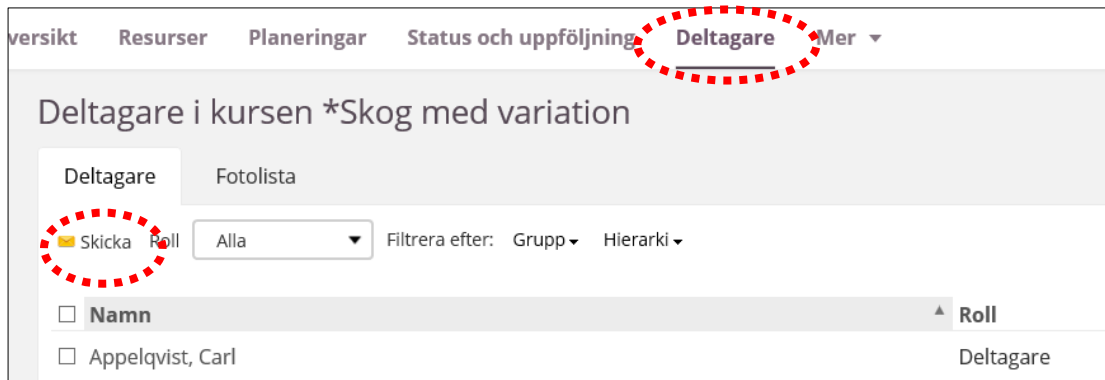 versikt Resurser Planeringar Status och uppföljning Deltagare Mer
Deltagare i kursen *Skog med variation
Deltagare Fotolista
Skicka Roll Alla Filtrera efter: Grupp Hierarki
Namn Roll
Appelqvist, Carl Deltagare